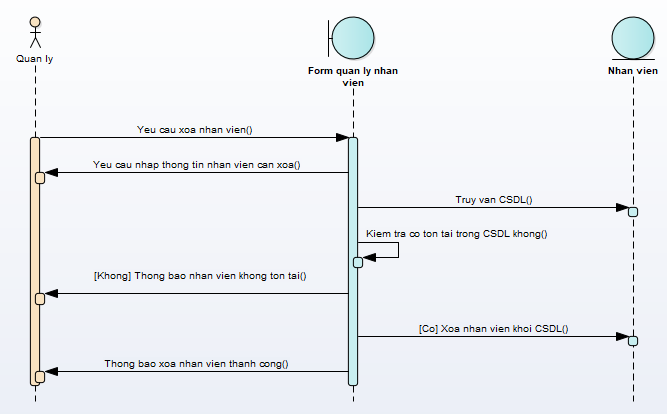 Quan ly
Form quan ly nhan
vien
Nhan vien
Yeu cau xoa nhan vien()
Yeu cau nhap thong tin nhan vien can xoa()
Truy van CSDL()
Kiem tra co ton tai trong CSDL khong()
[Khong] Thong bao nhan vien khong ton tai()
[Co] Xoa nhan vien khoi CSDL()
Thong bao xoa nhan vien thanh cong()